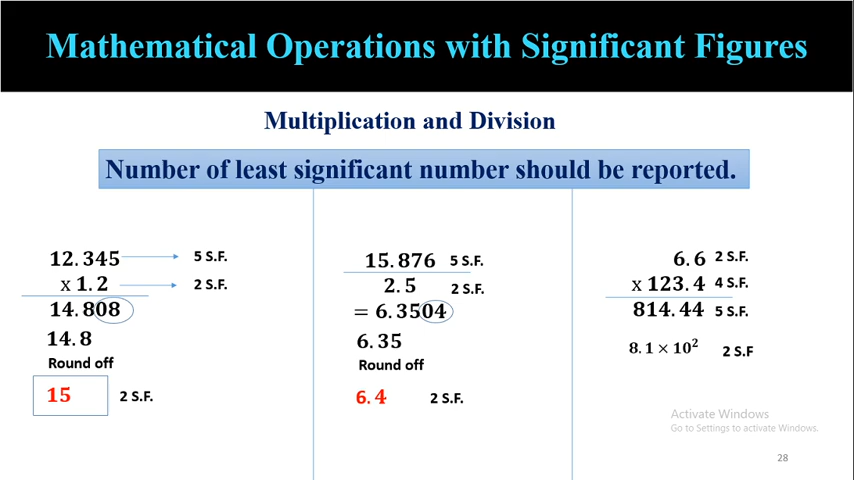 Mathematical Operations with Significant Figures
Multiplication and Division
Number of least significant number should be reported.
12.345 5 S.F.
x 1.2 2 S.F.
14.808
14.8
Round off
15 2 S.F.
15.876 5 S.F.
2.5 2 S.F.
= 6.3504
6.35
Round off
6.4 2 S.F.
6.6 2 S.F.
x 123.4 4 S.F.
814.44 5 S.F.
8.1 × 10² 2 S.F
Activate Windows
Go to Settings to activate Windows.
28